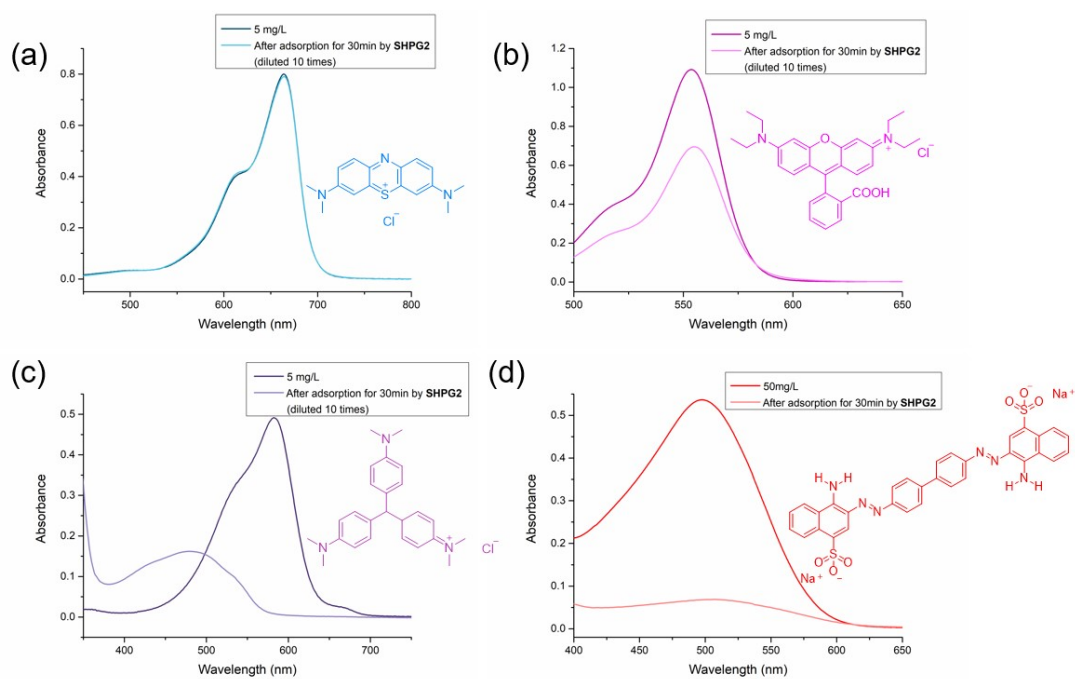 (a)
5 mg/L
After adsorption for 30min by SHPG2
(diluted 10 times)
Absorbance
0.8
0.6
0.4
0.2
0.0
500
600
700
800
Wavelength (nm)
N
N
S
+
N
Cl⁻
(b)
5 mg/L
After adsorption for 30min by SHPG2
(diluted 10 times)
Absorbance
1.2
1.0
0.8
0.6
0.4
0.2
0.0
500
550
600
650
Wavelength (nm)
N
O
N
+
Cl⁻
COOH
(c)
5 mg/L
After adsorption for 30min by SHPG2
(diluted 10 times)
Absorbance
0.5
0.4
0.3
0.2
0.1
0.0
400
500
600
700
Wavelength (nm)
N
N
N
+
Cl⁻
(d)
50mg/L
After adsorption for 30min by SHPG2
Absorbance
0.5
0.4
0.3
0.2
0.1
0.0
400
450
500
550
600
650
Wavelength (nm)
O⁻ Na⁺
O=S=O
N=N
N
H H
H H
N
N=N
O=S=O
Na⁺ O⁻